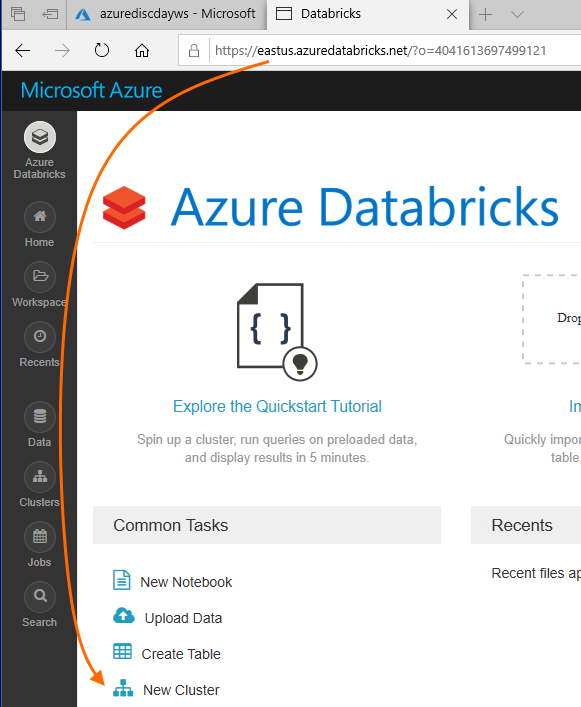 azurediscdayws - Microsoft
Databricks
https://eastus.azuredatabricks.net/?o=4041613697499121
Microsoft Azure
Azure
Databricks
Home
Workspace
Recents
Data
Clusters
Jobs
Search
Azure Databricks
{ }
Explore the Quickstart Tutorial
Spin up a cluster, run queries on preloaded data,
and display results in 5 minutes.
Drop
Im
Quickly impor
table,
Common Tasks
New Notebook
Upload Data
Create Table
New Cluster
Recents
Recent files ap